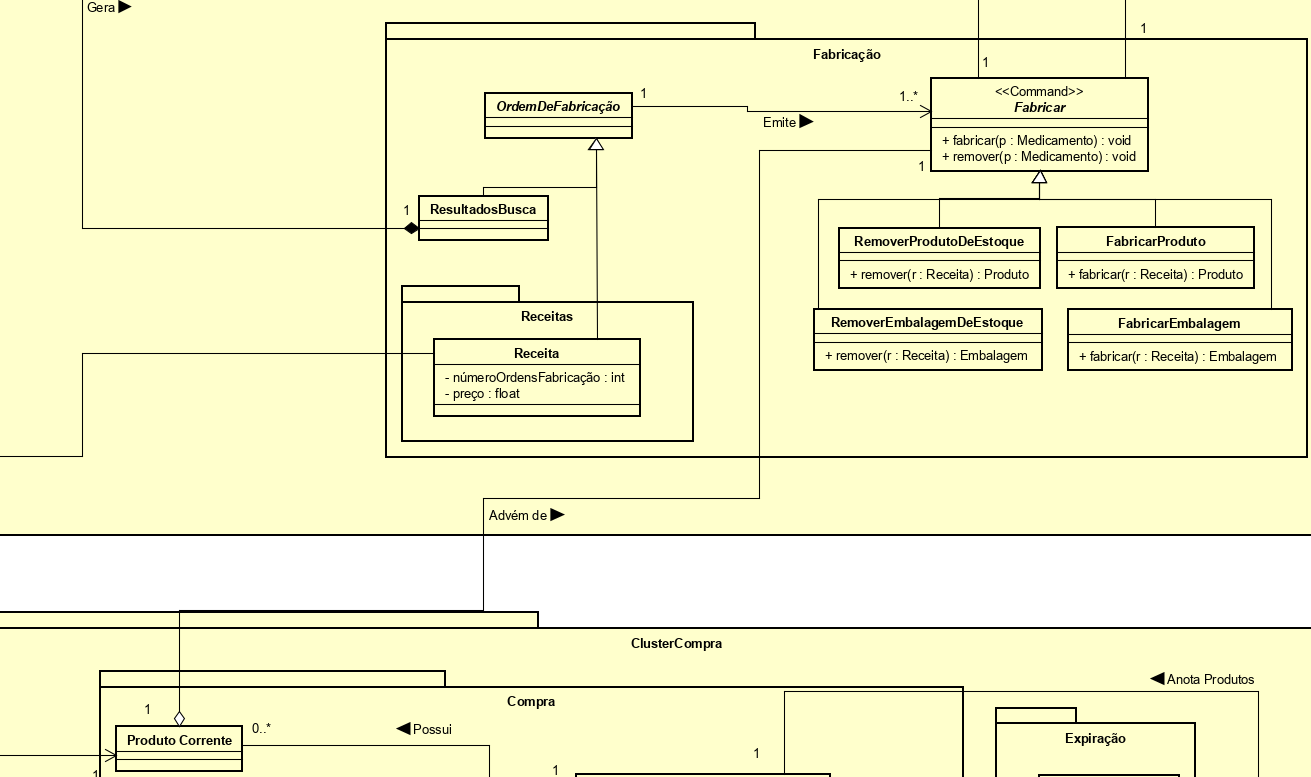 Gera ▶
1
Fabricação
1
<<Command>>
Fabricar
+ fabricar(p : Medicamento) : void
+ remover(p : Medicamento) : void
OrdemDeFabricação
1
1..*
Emite ▶
1
1
ResultadosBusca
RemoverProdutoDeEstoque
+ remover(r : Receita) : Produto
FabricarProduto
+ fabricar(r : Receita) : Produto
Receitas
RemoverEmbalagemDeEstoque
+ remover(r : Receita) : Embalagem
FabricarEmbalagem
+ fabricar(r : Receita) : Embalagem
Receita
- númeroOrdensFabricação : int
- preço : float
Advém de ▶
ClusterCompra
◀ Anota Produtos
Compra
1
0..*
◀ Possui
Produto Corrente
Expiração
1
1
1